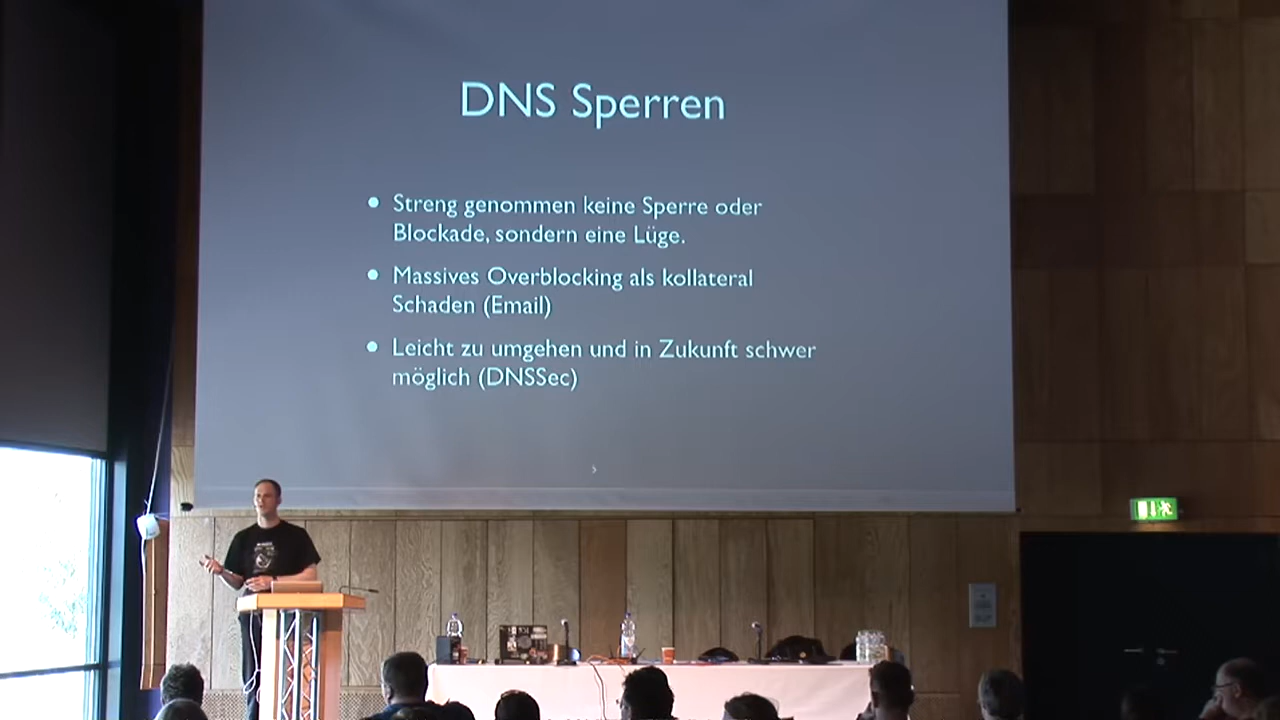 DNS Sperren
• Streng genommen keine Sperre oder
Blockade, sondern eine Lüge.
• Massives Overblocking als kollateral
Schaden (Email)
• Leicht zu umgehen und in Zukunft schwer
möglich (DNSSec)
5